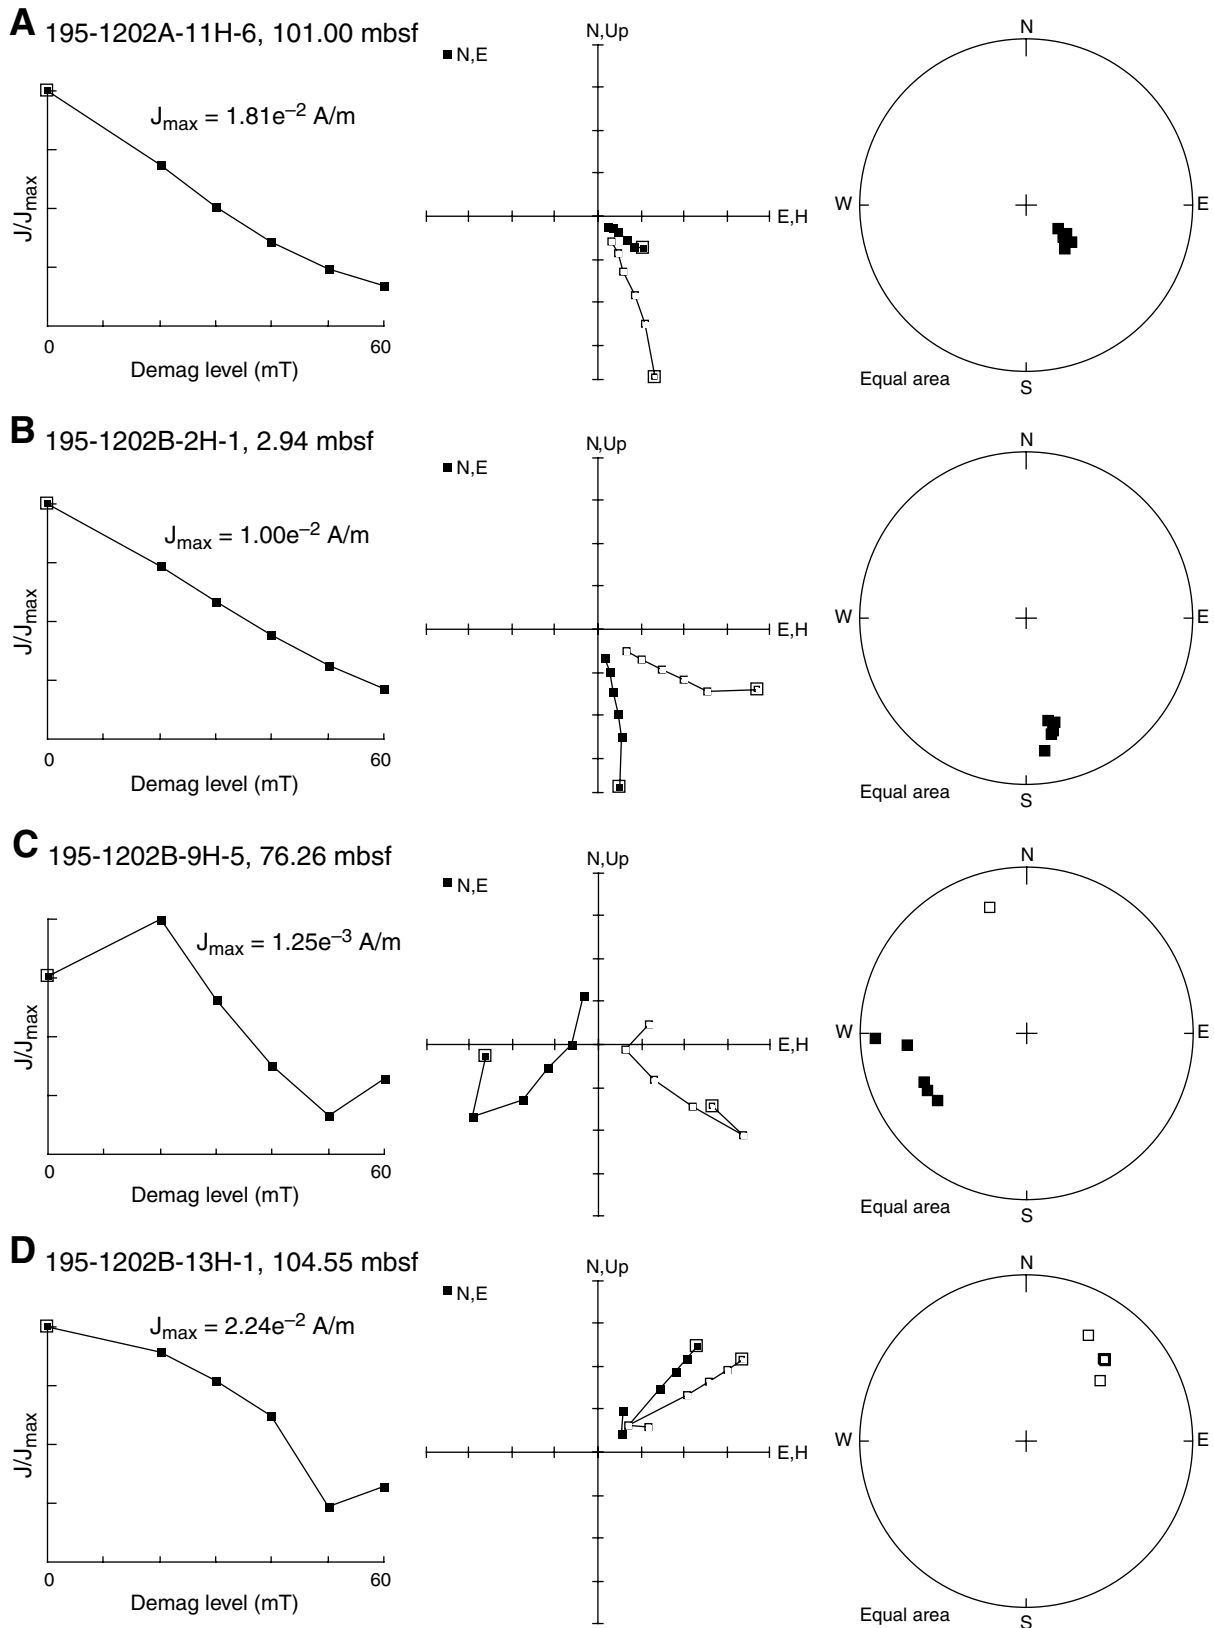 A 195-1202A-11H-6, 101.00 mbsf
J/Jmax
Jmax = 1.81e–2 A/m
0
60
Demag level (mT)
N,Up
N,E
E,H
N
W
E
S
Equal area
B 195-1202B-2H-1, 2.94 mbsf
J/Jmax
Jmax = 1.00e–2 A/m
0
60
Demag level (mT)
N,Up
N,E
E,H
N
W
E
S
Equal area
C 195-1202B-9H-5, 76.26 mbsf
J/Jmax
Jmax = 1.25e–3 A/m
0
60
Demag level (mT)
N,Up
N,E
E,H
N
W
E
S
Equal area
D 195-1202B-13H-1, 104.55 mbsf
J/Jmax
Jmax = 2.24e–2 A/m
0
60
Demag level (mT)
N,Up
N,E
E,H
N
W
E
S
Equal area